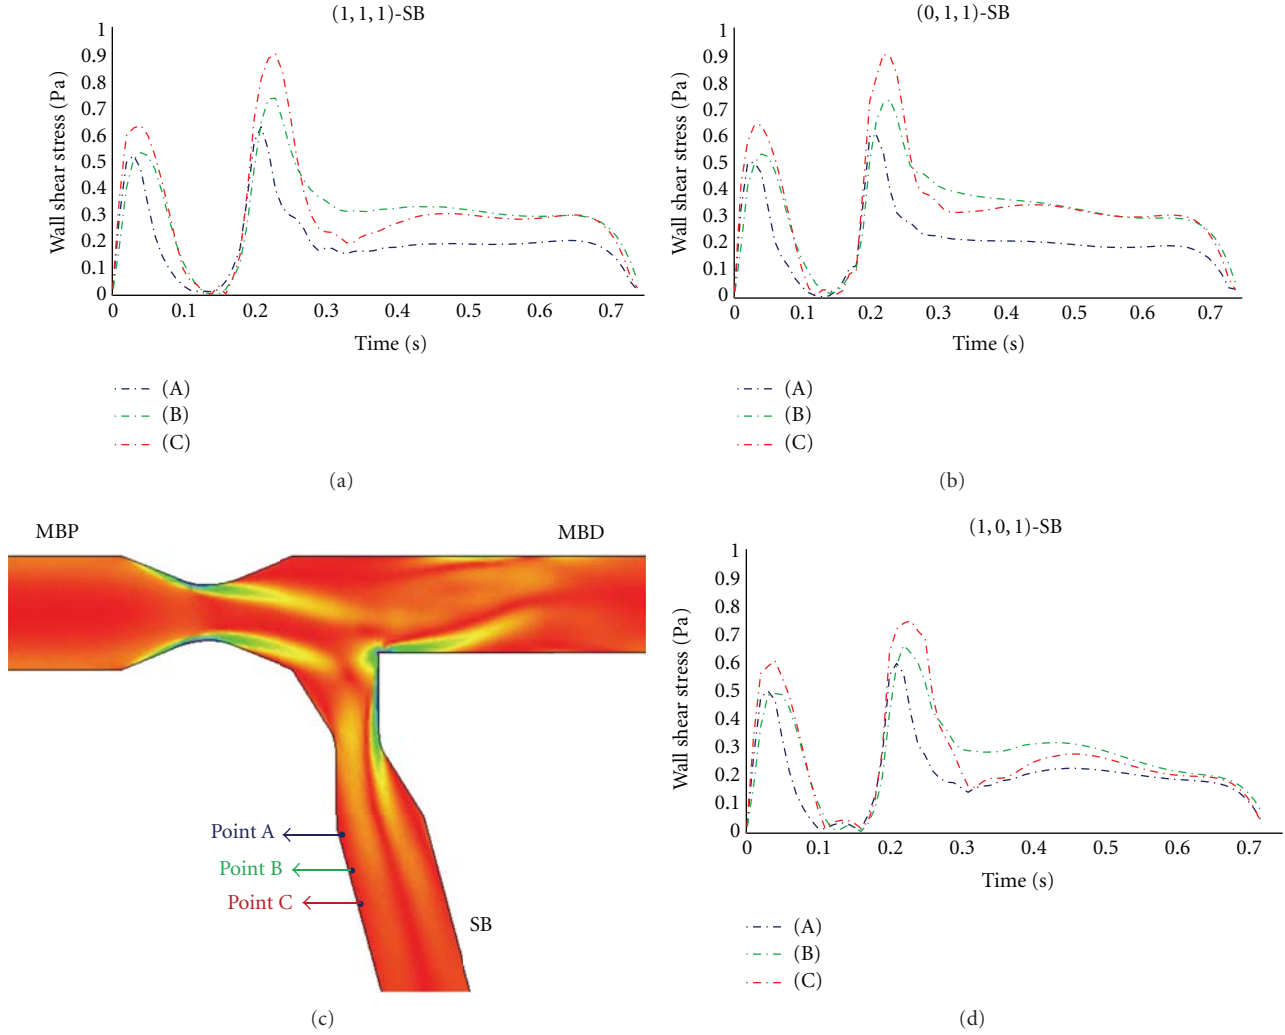 (1, 1, 1)-SB
Wall shear stress (Pa)
1
0.9
0.8
0.7
0.6
0.5
0.4
0.3
0.2
0.1
0
0 0.1 0.2 0.3 0.4 0.5 0.6 0.7
Time (s)
(A)
(B)
(C)
(a)
(0, 1, 1)-SB
Wall shear stress (Pa)
1
0.9
0.8
0.7
0.6
0.5
0.4
0.3
0.2
0.1
0
0 0.1 0.2 0.3 0.4 0.5 0.6 0.7
Time (s)
(A)
(B)
(C)
(b)
MBP
MBD
Point A
Point B
Point C
SB
(c)
(1, 0, 1)-SB
Wall shear stress (Pa)
1
0.9
0.8
0.7
0.6
0.5
0.4
0.3
0.2
0.1
0
0 0.1 0.2 0.3 0.4 0.5 0.6 0.7
Time (s)
(A)
(B)
(C)
(d)